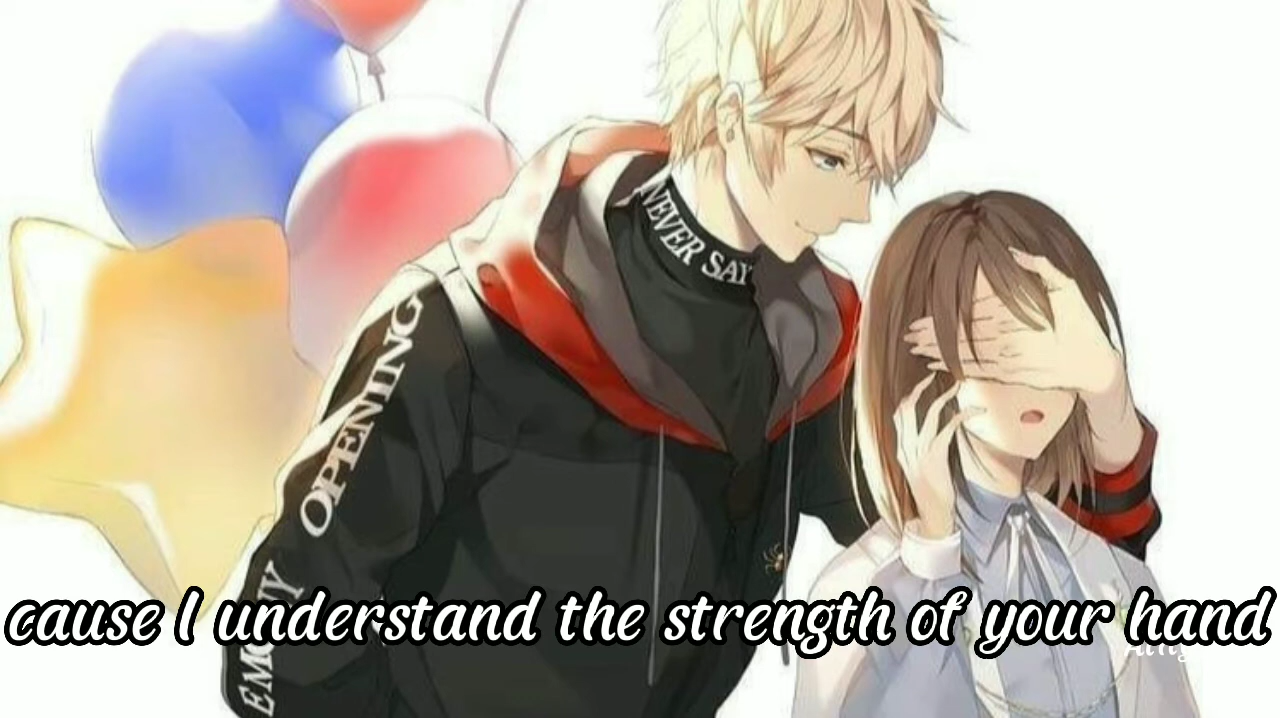 NEVER SAY
OPENING
cause I understand the strength of your hand